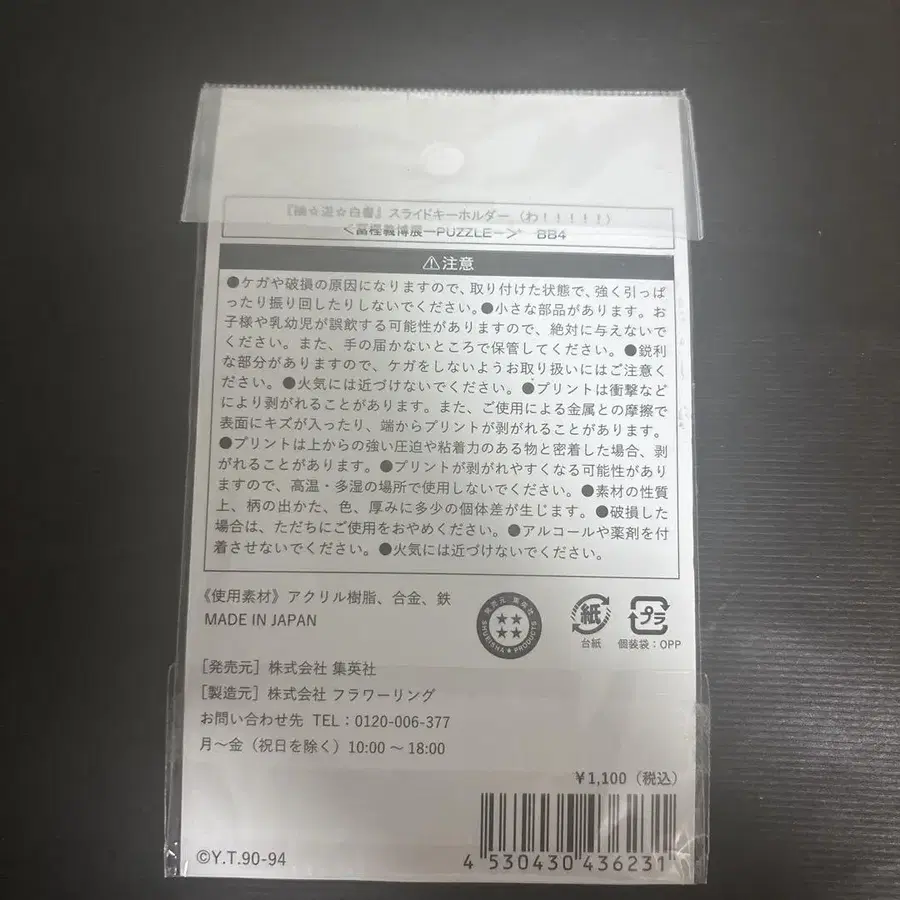 『幽☆遊☆白書』スライドキーホルダー（わ！！！！！）
＜冨樫義博展ーPUZZLEー＞ BB4
⚠注意
●ケガや破損の原因になりますので、取り付けた状態で、強く引っぱ
ったり振り回したりしないでください。●小さな部品があります。お
子様や乳幼児が誤飲する可能性がありますので、絶対に与えないで
ください。また、手の届かないところで保管してください。●鋭利
な部分がありますので、ケガをしないようお取り扱いにはご注意く
ださい。●火気には近づけないでください。●プリントは衝撃など
により剥がれることがあります。また、ご使用による金属との摩擦で
表面にキズが入ったり、端からプリントが剥がれることがあります。
●プリントは上からの強い圧迫や粘着力のある物と密着した場合、剥
がれることがあります。●プリントが剥がれやすくなる可能性があり
ますので、高温・多湿の場所で使用しないでください。●素材の性質
上、柄の出かた、色、厚みに多少の個体差が生じます。●破損した
場合は、ただちにご使用をおやめください。●アルコールや薬剤を付
着させないでください。●火気には近づけないでください。
《使用素材》アクリル樹脂、合金、鉄
MADE IN JAPAN
発売元 集英社
SHUEISHA★PRODUCTS
紙
台紙
プラ
個装袋：OPP
［発売元］株式会社 集英社
［製造元］株式会社 フラワーリング
お問い合わせ先 TEL：0120-006-377
月〜金（祝日を除く）10:00 〜 18:00
￥1,100（税込）
©Y.T.90-94
4 530430 436231